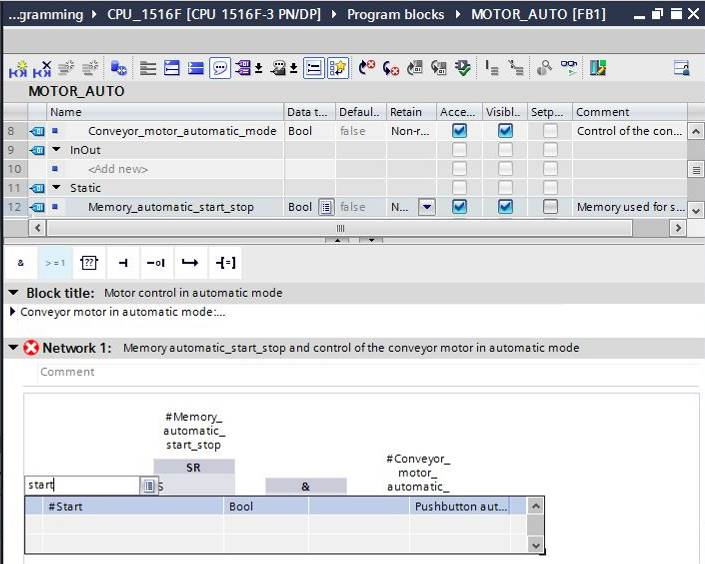 ...gramming ▸ CPU_1516F [CPU 1516F-3 PN/DP] ▸ Program blocks ▸ MOTOR_AUTO [FB1]
MOTOR_AUTO
Name Data t... Defaul... Retain Acce... Visibl... Setp... Comment
8 Conveyor_motor_automatic_mode Bool false Non-r... Control of the con...
9 InOut
10 <Add new>
11 Static
12 Memory_automatic_start_stop Bool false N... Memory used for s...
& >=1 ??
Block title: Motor control in automatic mode
Conveyor motor in automatic mode:...
Network 1: Memory automatic_start_stop and control of the conveyor motor in automatic mode
Comment
#Memory_
automatic_
start_stop
#Conveyor_
motor_
automatic_
SR
start S &
#Start Bool Pushbutton aut...